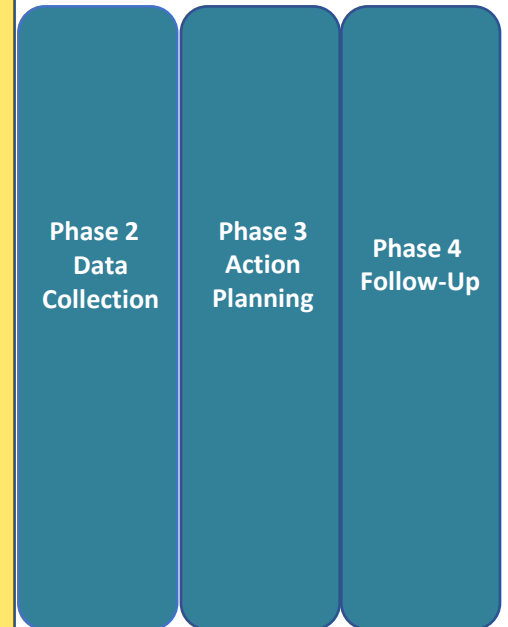 Phase 2
Data
Collection
Phase 3
Action
Planning
Phase 4
Follow-Up